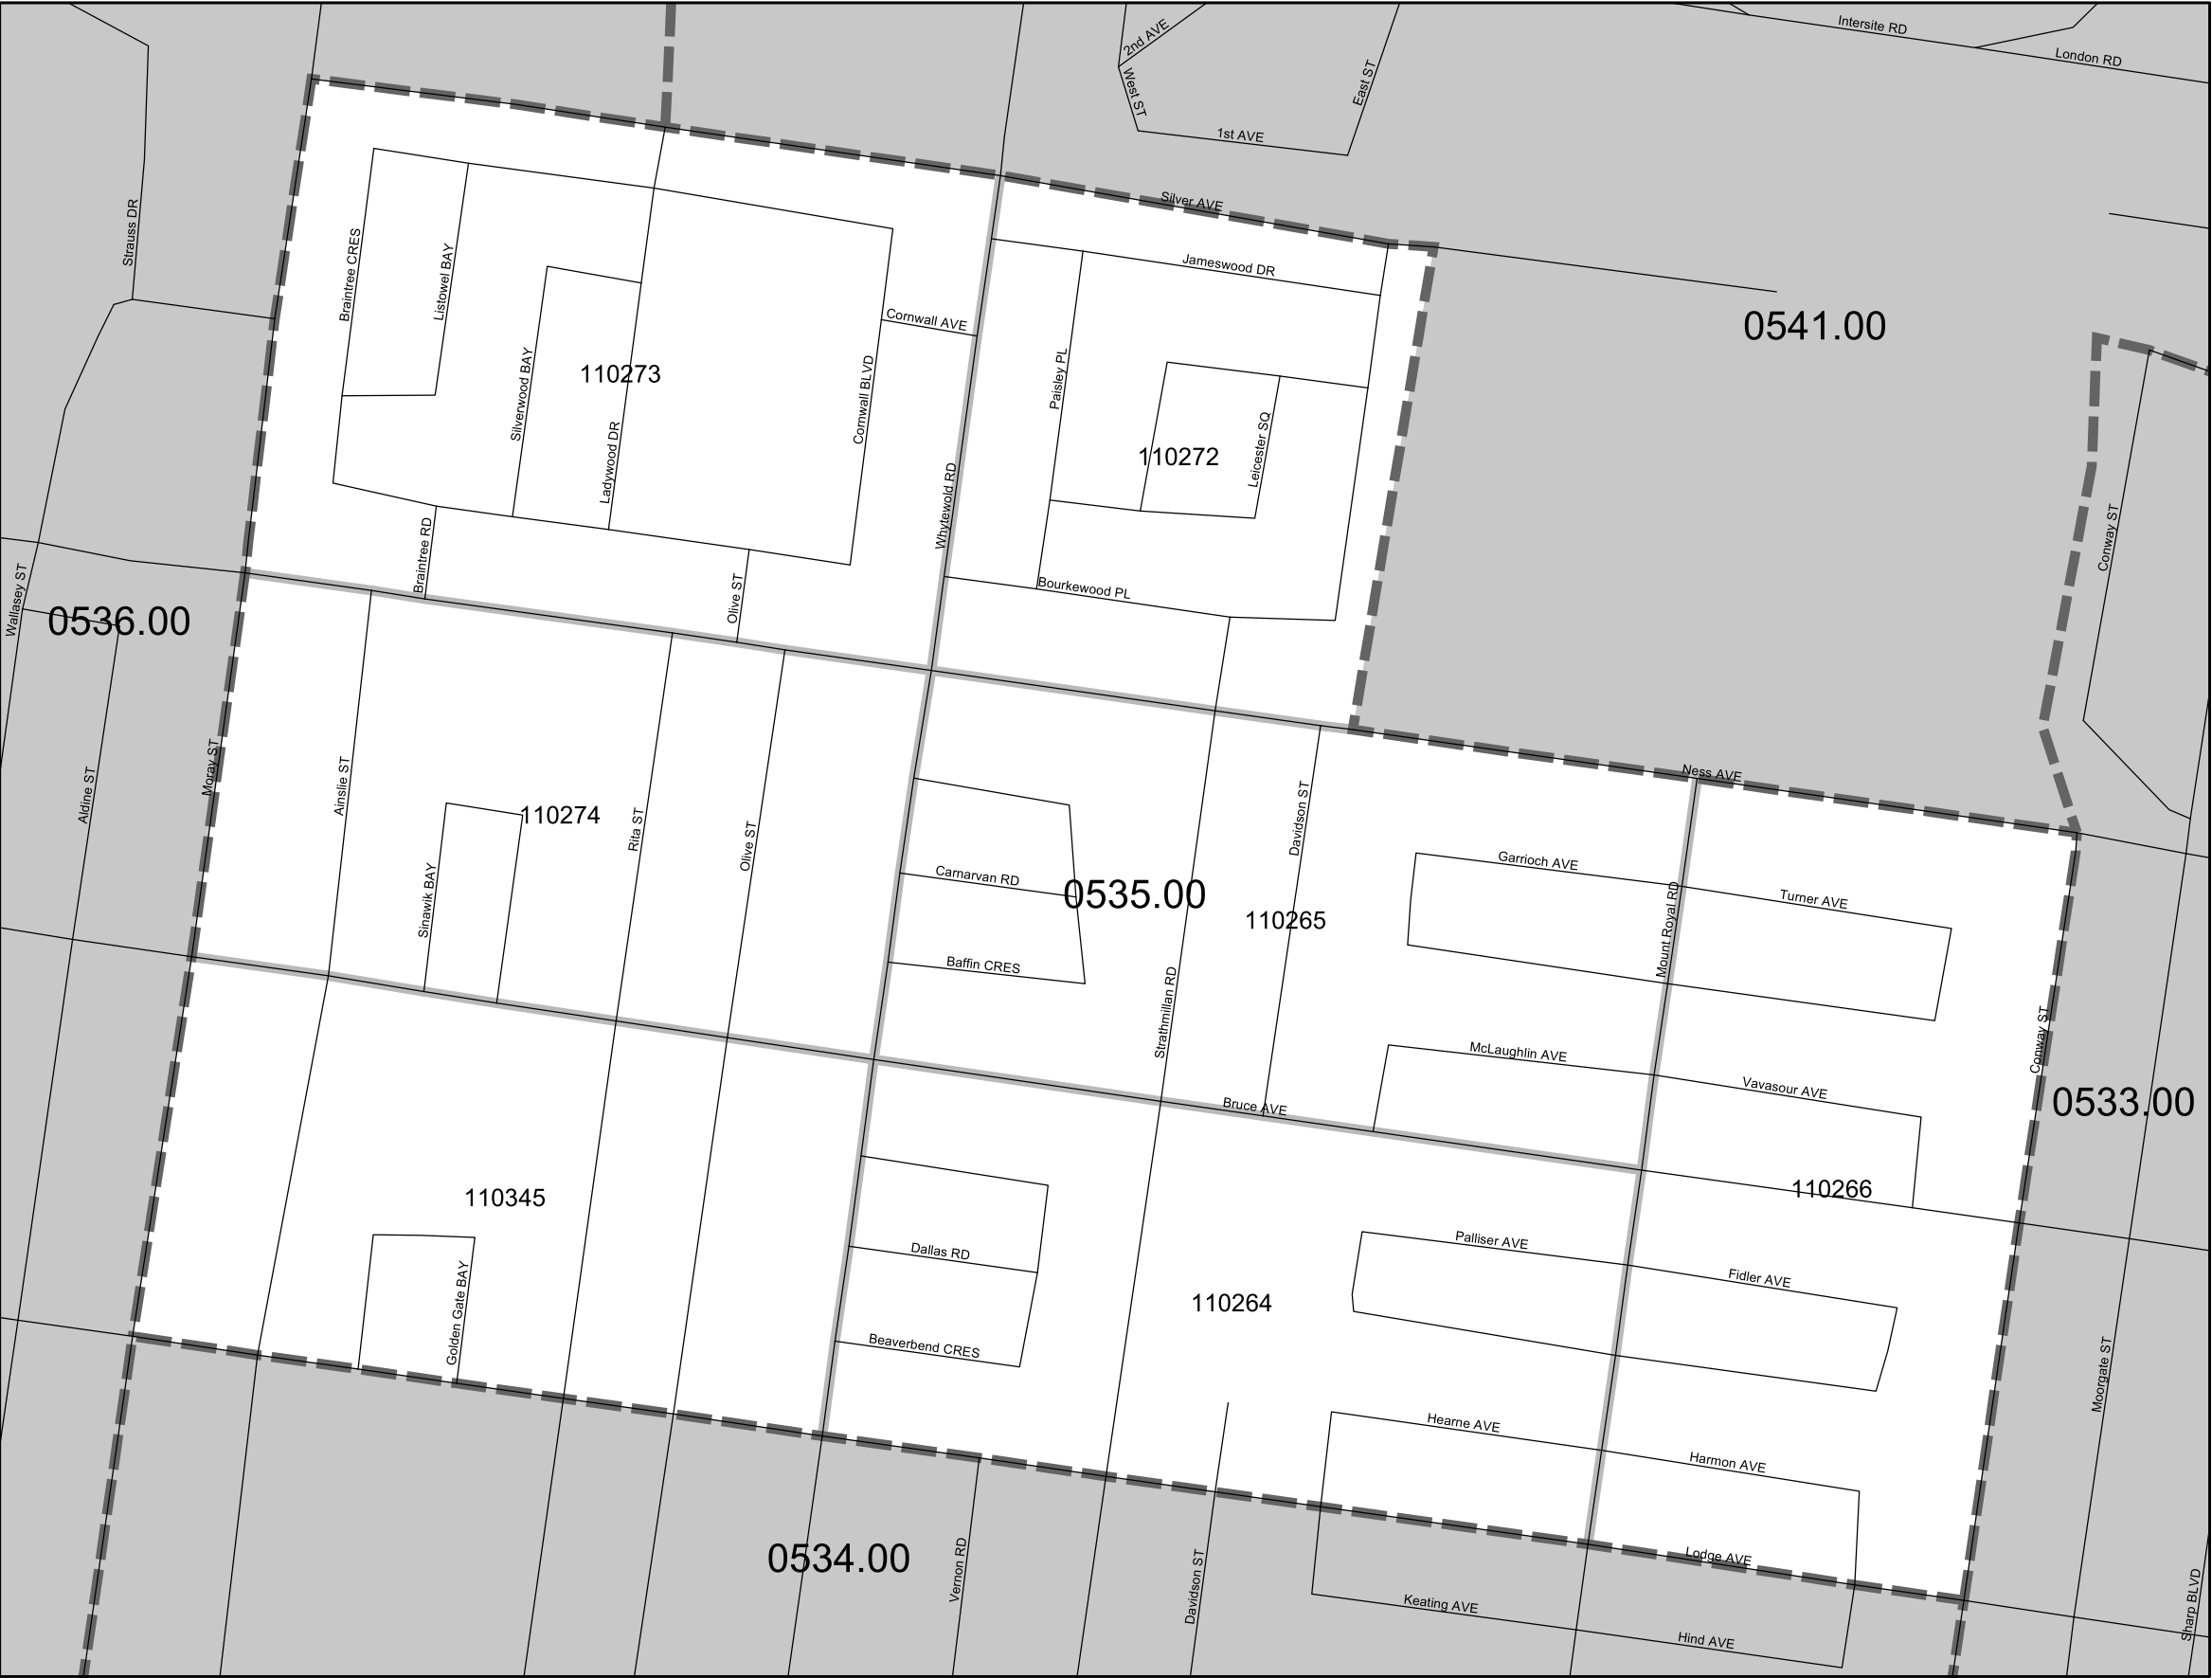 Intersite RD
London RD
2nd AVE
West ST
East ST
1st AVE
Strauss DR
Silver AVE
Braintree CRES
Listowel BAY
Jameswood DR
Cornwall AVE
0541.00
Silverwood BAY
110273
Cornwall BLVD
Paisley PL
Ladywood DR
110272
Leicester SQ
Whytewold RD
Conway ST
Braintree RD
Olive ST
Bourkewood PL
Wallasey ST
0536.00
Moray ST
Aldine ST
Ainslie ST
110274
Rita ST
Olive ST
Ness AVE
Davidson ST
Sinawik BAY
Carnarvan RD
0535.00
110265
Garrioch AVE
Turner AVE
Mount Royal RD
Baffin CRES
Strathmillan RD
McLaughlin AVE
Vavasour AVE
Conway ST
0533.00
Bruce AVE
110345
110266
Dallas RD
Palliser AVE
Fidler AVE
110264
Golden Gate BAY
Beaverbend CRES
Moorgate ST
Hearne AVE
Harmon AVE
0534.00
Vernon RD
Davidson ST
Lodge AVE
Keating AVE
Hind AVE
Sharp BLVD